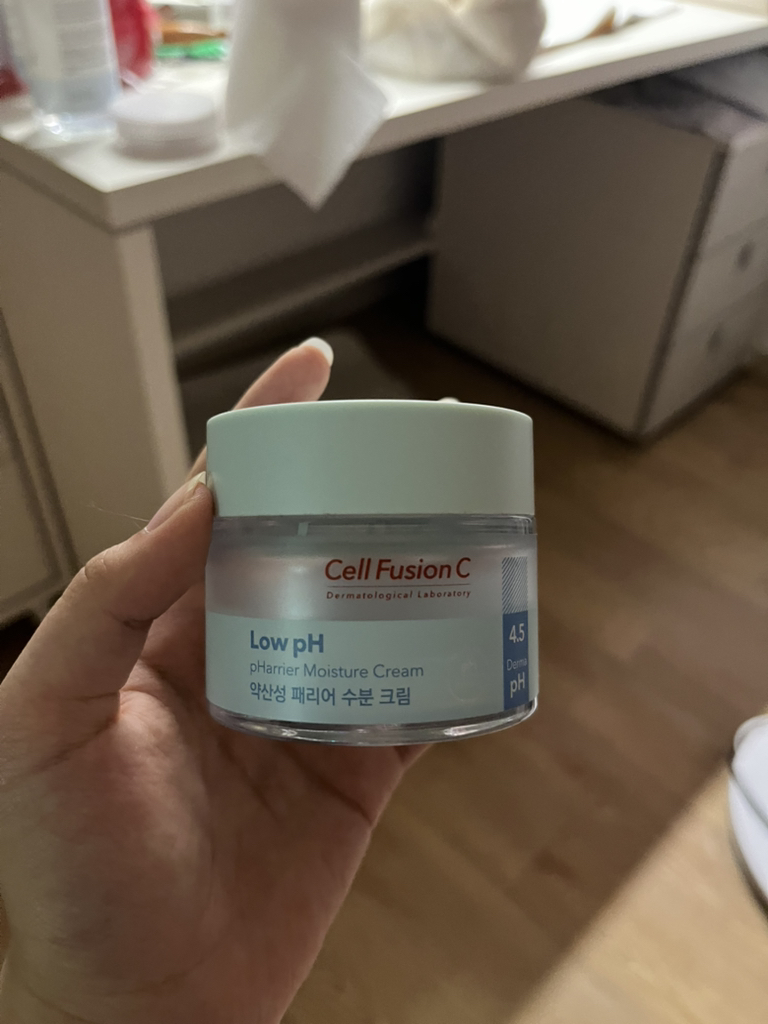 Cell Fusion C
Dermatological Laboratory
Low pH
pHarrier Moisture Cream
약산성 패리어 수분 크림
4.5
Derma
pH